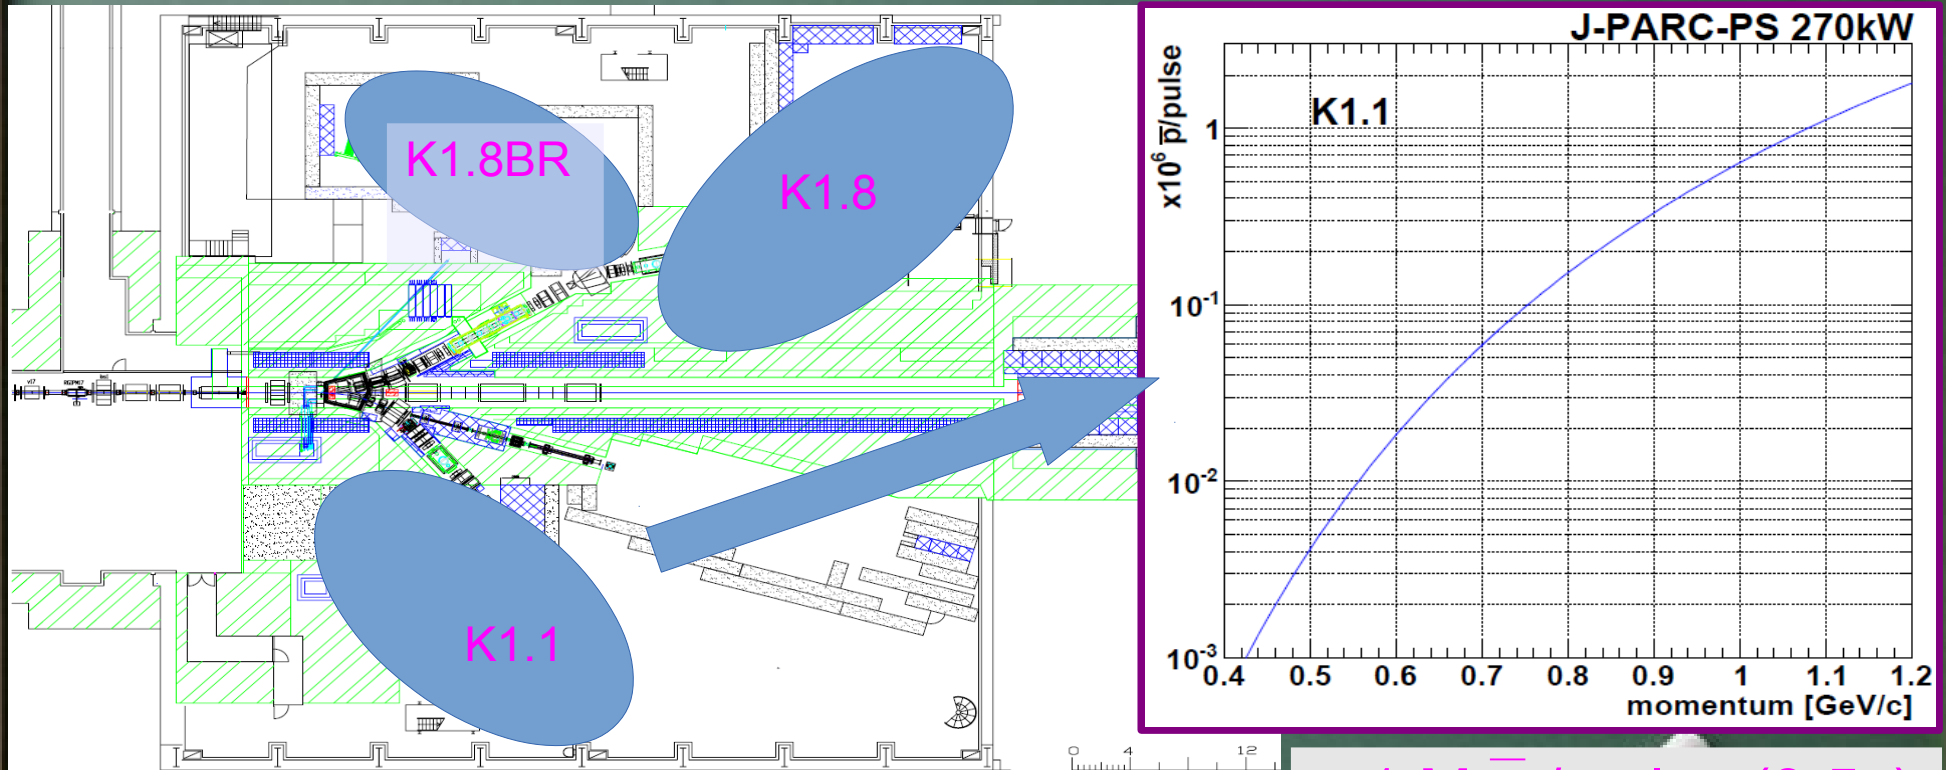 K1.8BR
K1.8
K1.1
0 4 12
J-PARC-PS 270kW
K1.1
x10⁶ p̅/pulse
1
10⁻¹
10⁻²
10⁻³
0.4 0.5 0.6 0.7 0.8 0.9 1 1.1 1.2
momentum [GeV/c]